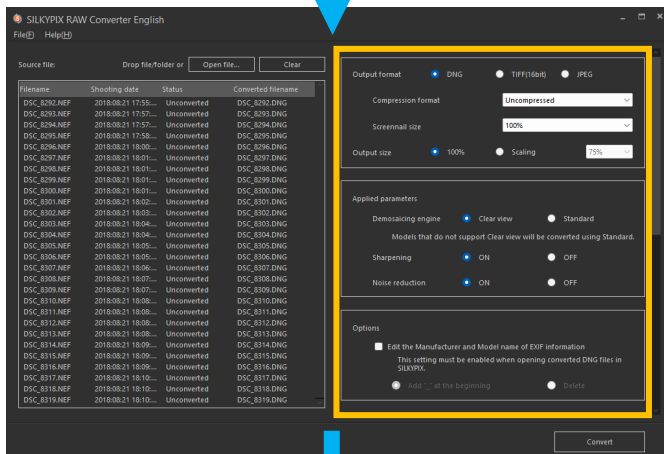 SILKYPIX RAW Converter English
File(F) Help(H)
Source file: Drop file/folder or Open file... Clear
Filename Shooting date Status Converted filename
DSC_8292.NEF 2018:08:21 17:55:... Unconverted DSC_8292.DNG
DSC_8293.NEF 2018:08:21 17:57:... Unconverted DSC_8293.DNG
DSC_8294.NEF 2018:08:21 17:57:... Unconverted DSC_8294.DNG
DSC_8295.NEF 2018:08:21 17:58:... Unconverted DSC_8295.DNG
DSC_8296.NEF 2018:08:21 18:00:... Unconverted DSC_8296.DNG
DSC_8297.NEF 2018:08:21 18:01:... Unconverted DSC_8297.DNG
DSC_8298.NEF 2018:08:21 18:01:... Unconverted DSC_8298.DNG
DSC_8299.NEF 2018:08:21 18:01:... Unconverted DSC_8299.DNG
DSC_8300.NEF 2018:08:21 18:01:... Unconverted DSC_8300.DNG
DSC_8301.NEF 2018:08:21 18:02:... Unconverted DSC_8301.DNG
DSC_8302.NEF 2018:08:21 18:03:... Unconverted DSC_8302.DNG
DSC_8303.NEF 2018:08:21 18:04:... Unconverted DSC_8303.DNG
DSC_8304.NEF 2018:08:21 18:04:... Unconverted DSC_8304.DNG
DSC_8305.NEF 2018:08:21 18:05:... Unconverted DSC_8305.DNG
DSC_8306.NEF 2018:08:21 18:05:... Unconverted DSC_8306.DNG
DSC_8307.NEF 2018:08:21 18:06:... Unconverted DSC_8307.DNG
DSC_8308.NEF 2018:08:21 18:07:... Unconverted DSC_8308.DNG
DSC_8309.NEF 2018:08:21 18:07:... Unconverted DSC_8309.DNG
DSC_8310.NEF 2018:08:21 18:08:... Unconverted DSC_8310.DNG
DSC_8311.NEF 2018:08:21 18:08:... Unconverted DSC_8311.DNG
DSC_8312.NEF 2018:08:21 18:08:... Unconverted DSC_8312.DNG
DSC_8313.NEF 2018:08:21 18:08:... Unconverted DSC_8313.DNG
DSC_8314.NEF 2018:08:21 18:09:... Unconverted DSC_8314.DNG
DSC_8315.NEF 2018:08:21 18:09:... Unconverted DSC_8315.DNG
DSC_8316.NEF 2018:08:21 18:09:... Unconverted DSC_8316.DNG
DSC_8317.NEF 2018:08:21 18:10:... Unconverted DSC_8317.DNG
DSC_8318.NEF 2018:08:21 18:10:... Unconverted DSC_8318.DNG
DSC_8319.NEF 2018:08:21 18:10:... Unconverted DSC_8319.DNG
Output format DNG TIFF(16bit) JPEG
Compression format Uncompressed
Screennail size 100%
Output size 100% Scaling 75%
Applied parameters
Demosaicing engine Clear view Standard
Models that do not support Clear view will be converted using Standard.
Sharpening ON OFF
Noise reduction ON OFF
Options
Edit the Manufacturer and Model name of EXIF information
This setting must be enabled when opening converted DNG files in
SILKYPIX.
Add "_" at the beginning Delete
Convert